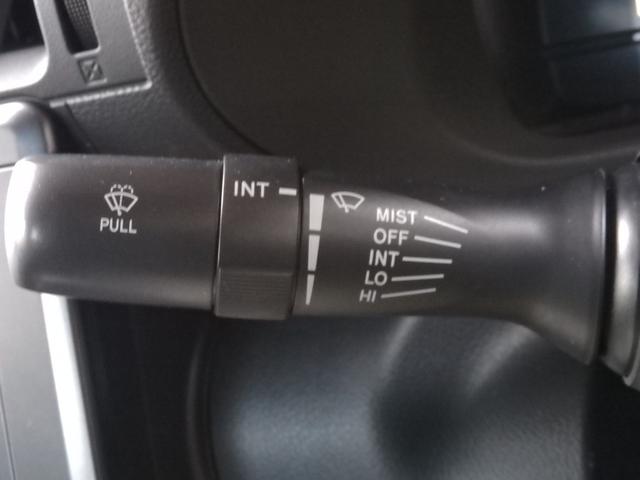 PULL
INT
MIST
OFF
INT
LO
HI